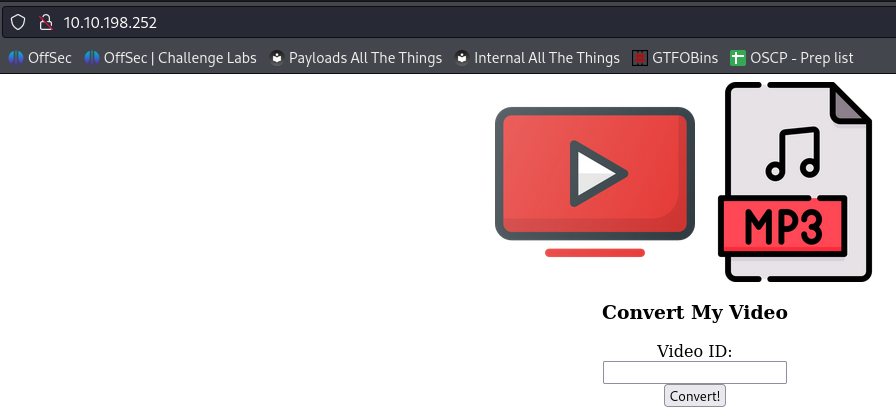 10.10.198.252
OffSec OffSec | Challenge Labs Payloads All The Things Internal All The Things GTFOBins OSCP - Prep list
MP3
Convert My Video
Video ID:
Convert!